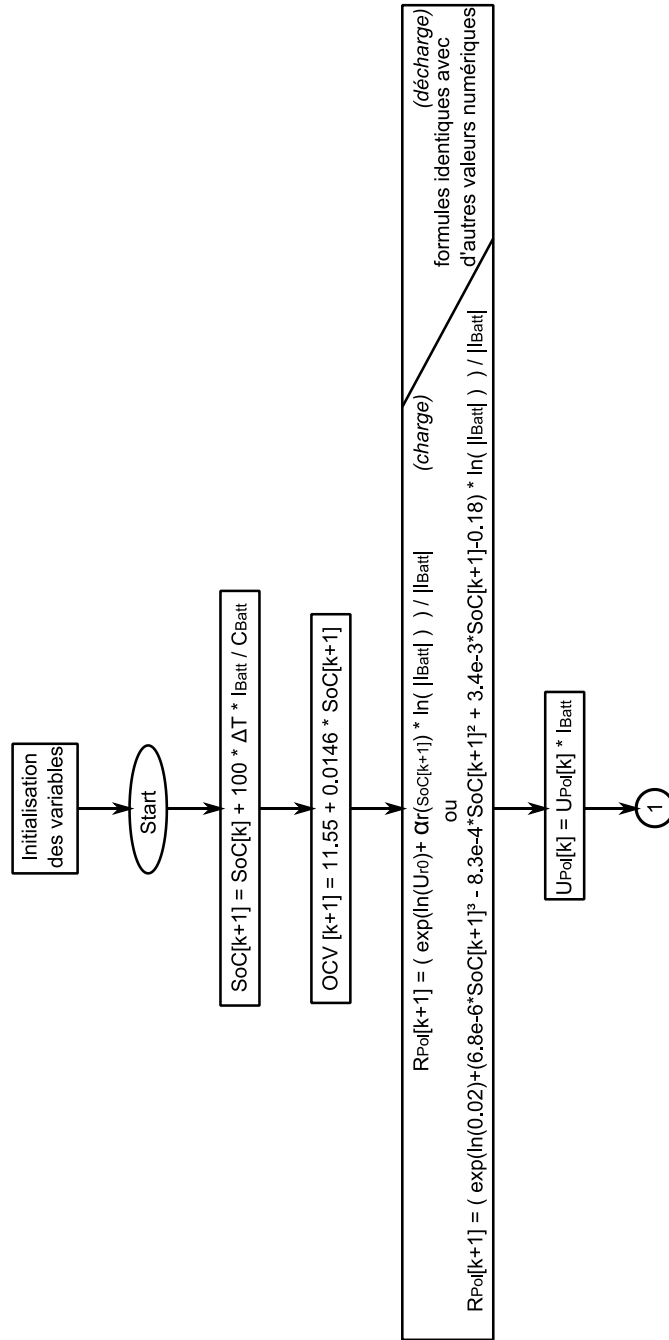 Initialisation
des variables
Start
SoC[k+1] = SoC[k] + 100 * ΔT * IBatt / CBatt
OCV [k+1] = 11.55 + 0.0146 * SoC[k+1]
RPol[k+1] = ( exp(ln(Ur0)+ αr(SoC[k+1]) * ln( |IBatt| ) ) / |IBatt| (charge)
ou
RPol[k+1] = ( exp(ln(0.02)+(6.8e-6*SoC[k+1]³ - 8.3e-4*SoC[k+1]² + 3.4e-3*SoC[k+1]-0.18) * ln( |IBatt| ) ) / |IBatt|
(décharge)
formules identiques avec
d'autres valeurs numériques
UPol[k] = UPol[k] * IBatt
1